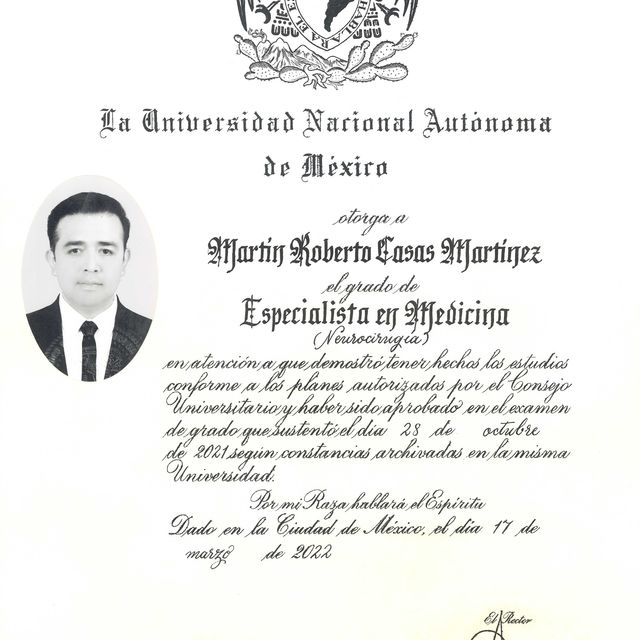 HABLARA EL E
La Universidad Nacional Autónoma
de México
otorga a
Martín Roberto Casas Martínez
el grado de
Especialista en Medicina
(Neurocirugía)
en atención a que demostró tener hechos los estudios
conforme a los planes autorizados por el Consejo
Universitario y haber sido aprobado en el examen
de grado que sustentó el día 28 de octubre
de 2021 según constancias archivadas en la misma
Universidad.
Por mi Raza hablará el Espíritu
Dado en la Ciudad de México, el día 17 de
marzo de 2022
El Rector